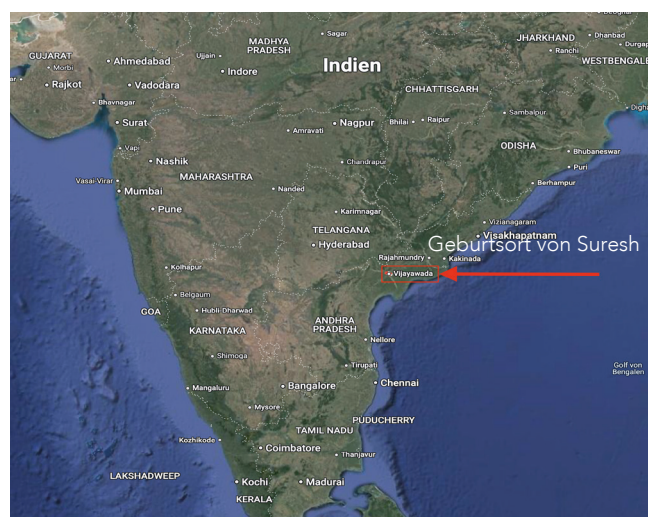 MADHYA
PRADESH
Sagar
JHARKHAND
Dhanbad
Ranchi
WESTBENGALE
GUJARAT
Morbi
Ahmedabad
Ujjain
Indore
Indien
Rajkot
Vadodara
CHHATTISGARH
Bhavnagar
Surat
Amravati
Nagpur
Bhilai
Raipur
Sambalpur
Vapi
Nashik
Chandrapur
ODISHA
Bhubaneswar
Puri
Vasai-Virar
Mumbai
MAHARASHTRA
Nanded
Berhampur
Pune
Karimnagar
Vizianagaram
TELANGANA
Hyderabad
Visakhapatnam
Geburtsort von Suresh
Rajahmundry
Kakinada
Kolhapur
Vijayawada
Belgaum
GOA
Hubli-Dharwad
KARNATAKA
ANDHRA
PRADESH
Nellore
Shimoga
Tirupati
Golf von
Bengalen
Mangaluru
Bangalore
Chennai
Mysore
PUDUCHERRY
TAMIL NADU
Kozhikode
Coimbatore
Thanjavur
LAKSHADWEEP
Kochi
Madurai
KERALA